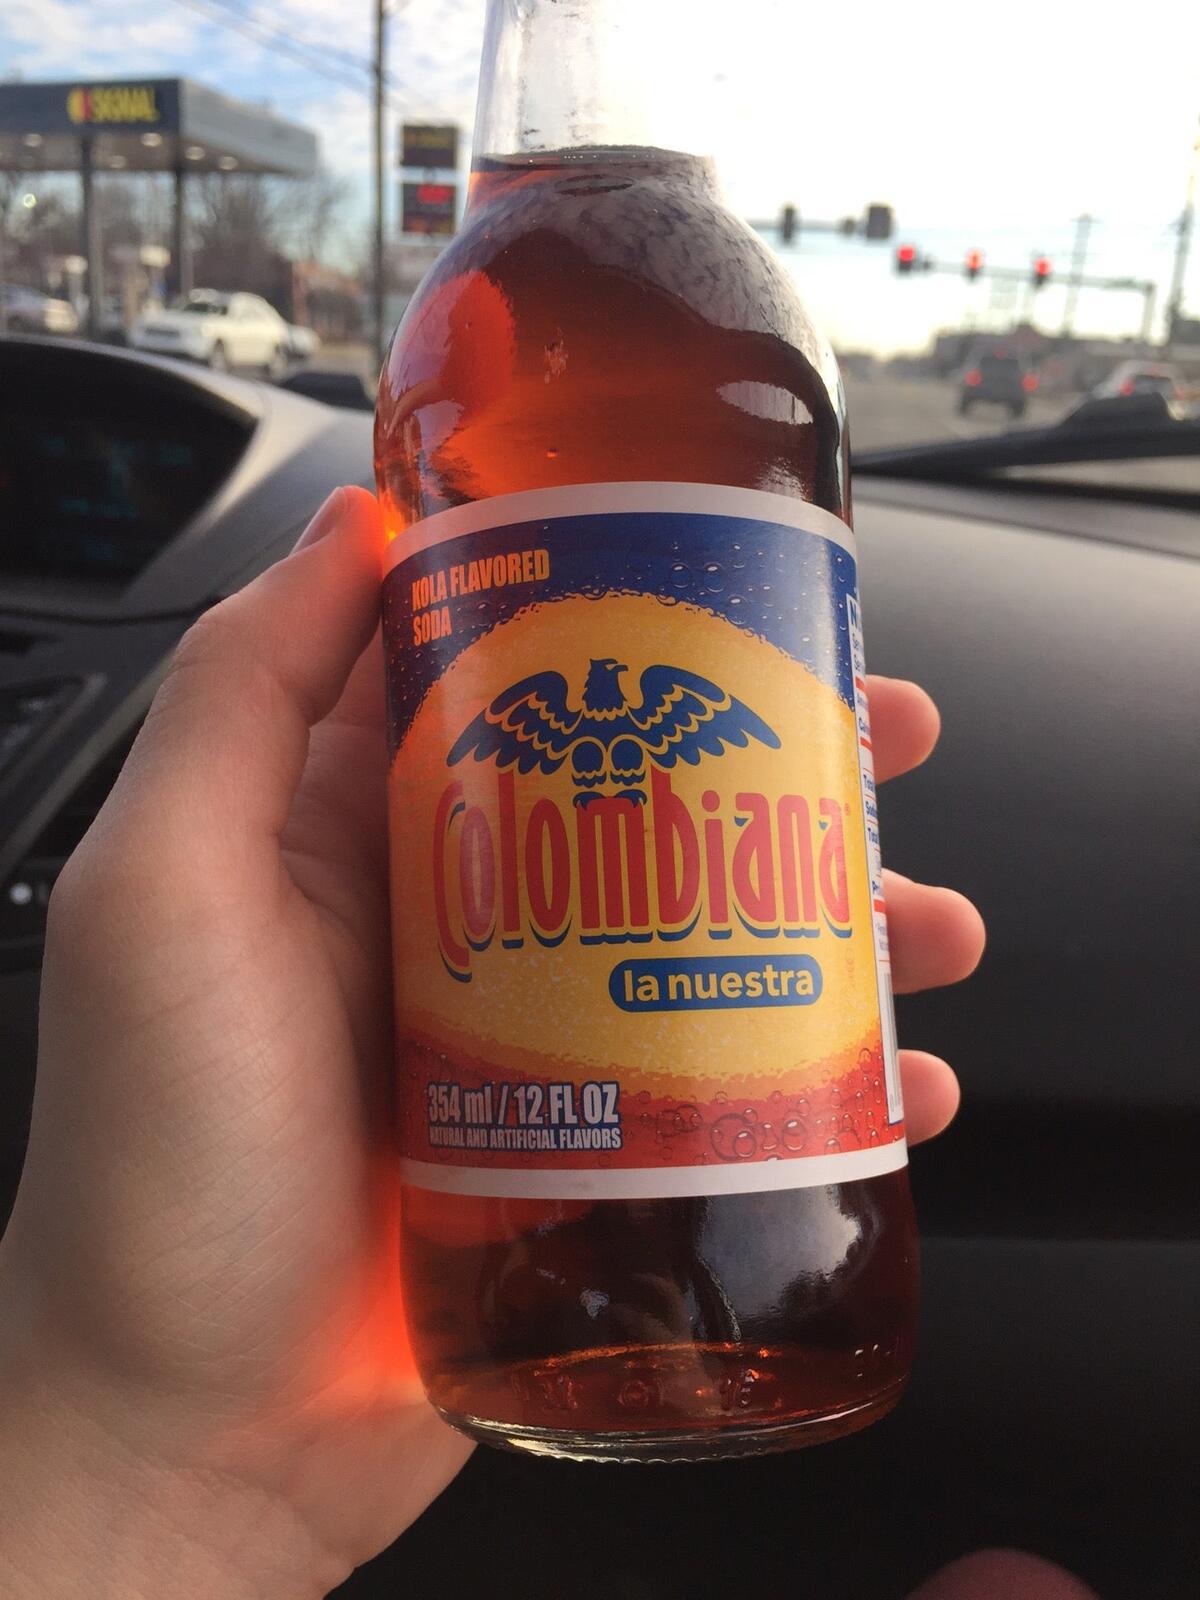 SIGNAL
KOLA FLAVORED
SODA
Colombiana
la nuestra
354 ml / 12 FL OZ
NATURAL AND ARTIFICIAL FLAVORS